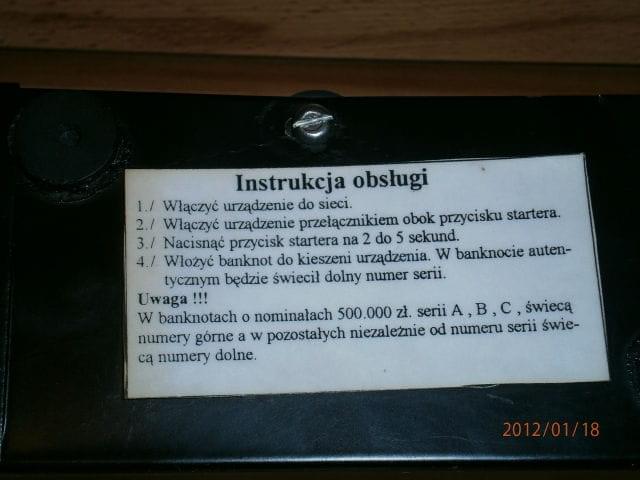 Instrukcja obsługi
1./ Włączyć urządzenie do sieci.
2./ Włączyć urządzenie przełącznikiem obok przycisku startera.
3./ Nacisnąć przycisk startera na 2 do 5 sekund.
4./ Włożyć banknot do kieszeni urządzenia. W banknocie auten-
tycznym będzie świecił dolny numer serii.
Uwaga !!!
W banknotach o nominałach 500.000 zł. serii A , B , C , świecą
numery górne a w pozostałych niezależnie od numeru serii świe-
cą numery dolne.
2012/01/18